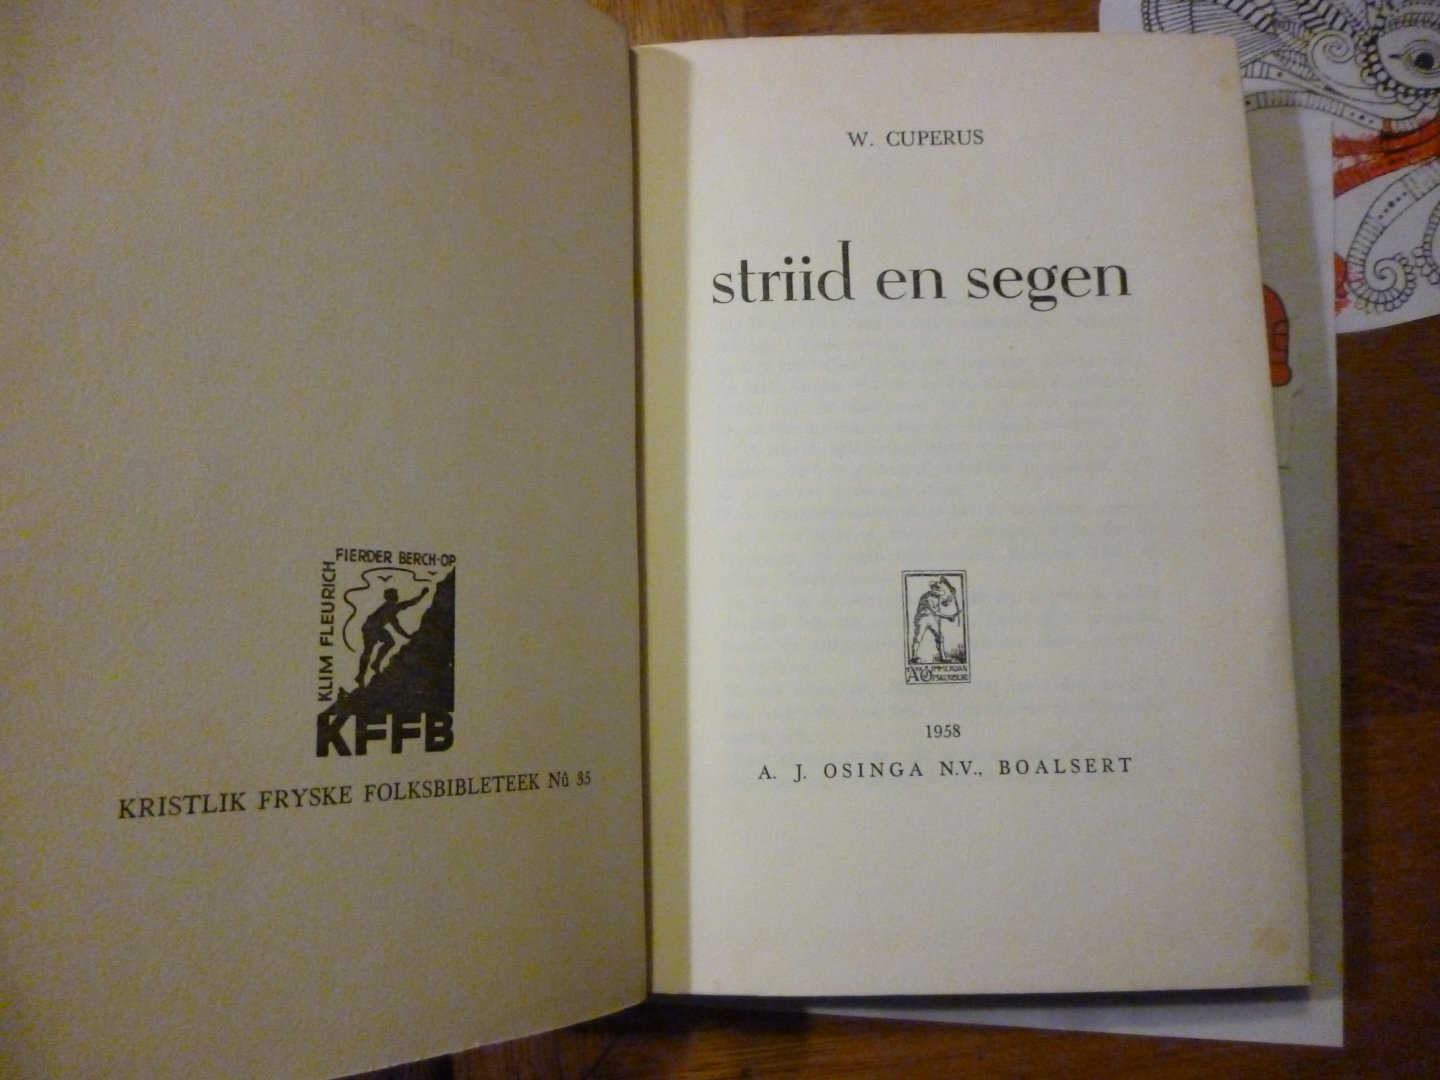 KLIM FLEURICH
FIERDER BERCH-OP
KFFB
KRISTLIK FRYSKE FOLKSBIBLETEEK Nû 35
W. CUPERUS
striid en segen
1958
A. J. OSINGA N.V., BOALSERT